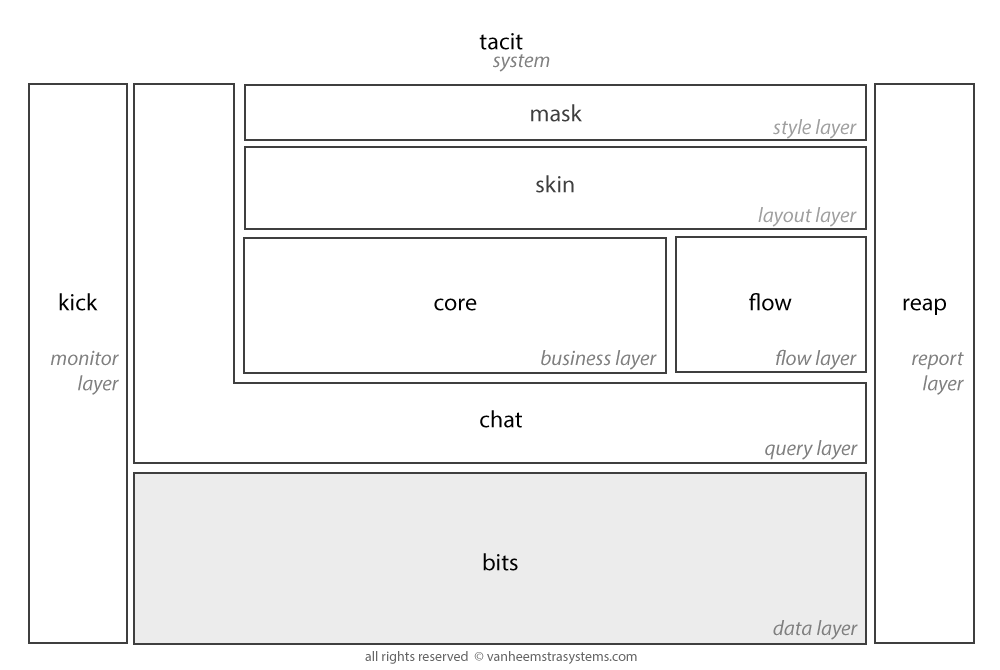 tacit
system
mask
style layer
skin
layout layer
kick
monitor
layer
core
business layer
flow
flow layer
reap
report
layer
chat
query layer
bits
data layer
all rights reserved © vanheemstrasystems.com